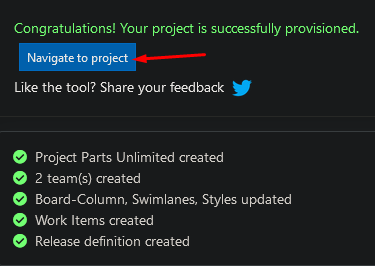 Congratulations! Your project is successfully provisioned.
Navigate to project
Like the tool? Share your feedback
Project Parts Unlimited created
2 team(s) created
Board-Column, Swimlanes, Styles updated
Work Items created
Release definition created